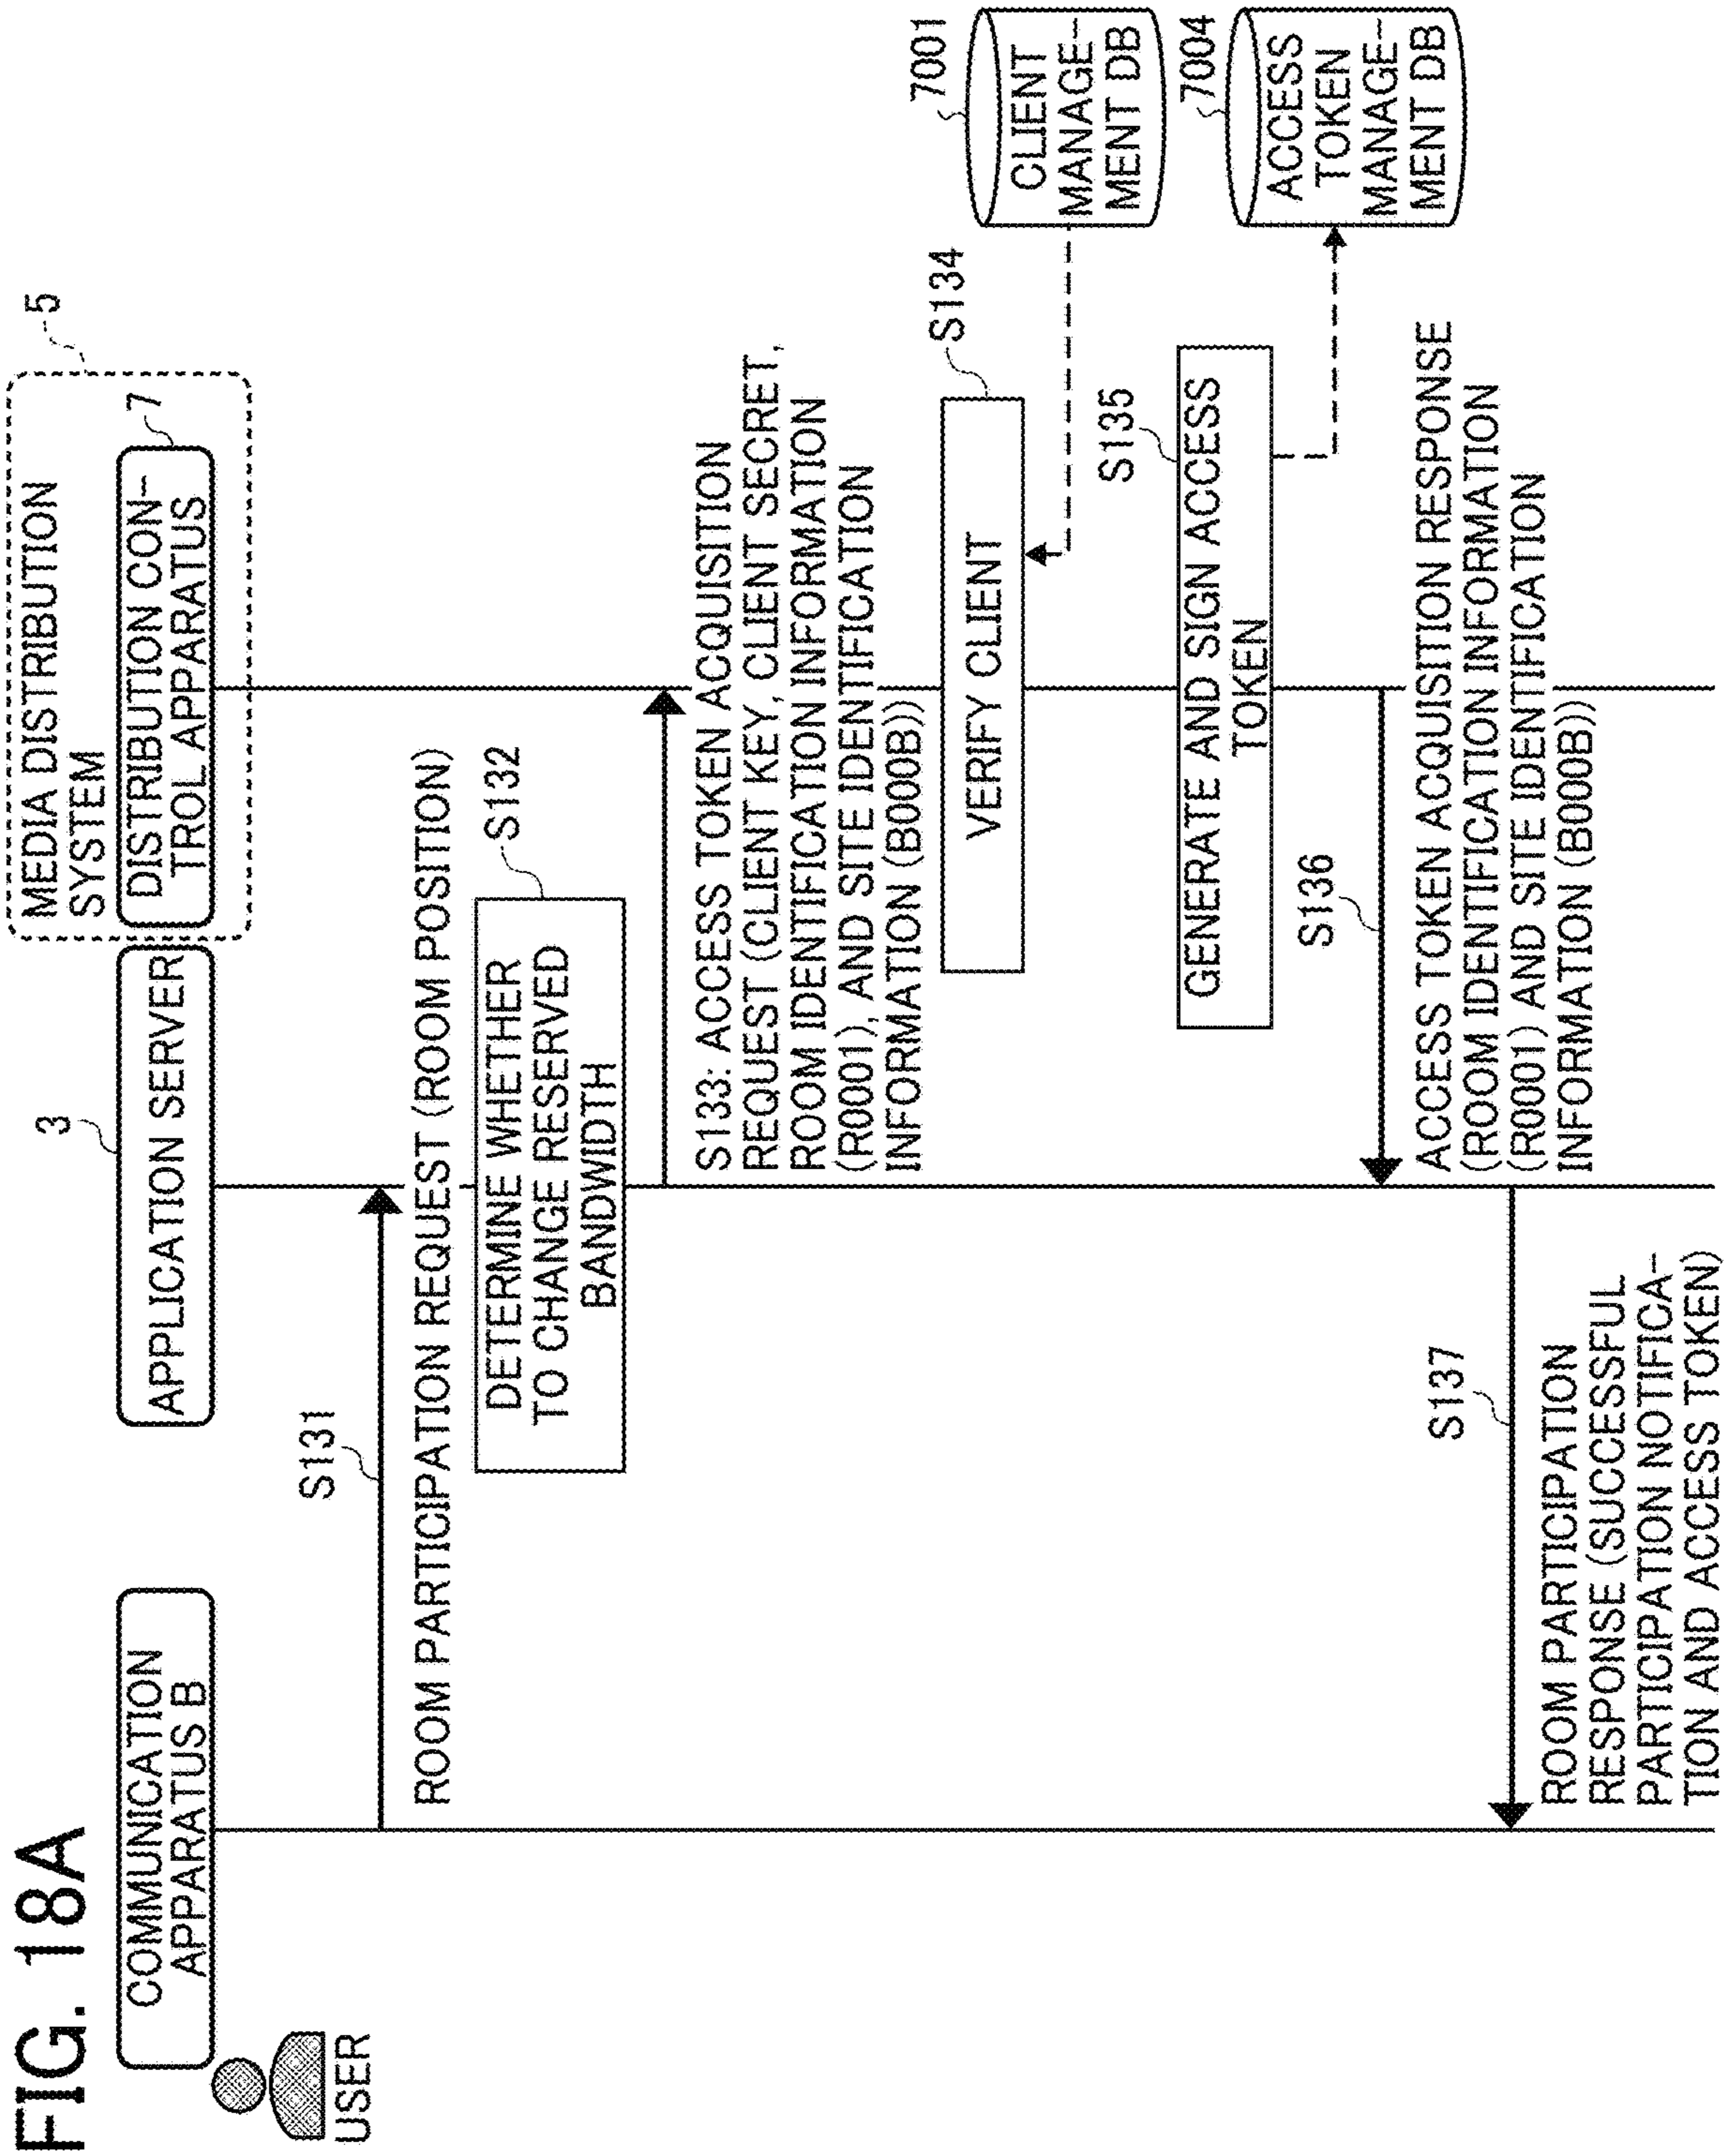 FIG. 18A
USER
COMMUNICATION
APPARATUS B
3
APPLICATION SERVER
5
MEDIA DISTRIBUTION
SYSTEM
7
DISTRIBUTION CON-
TROL APPARATUS
S131
ROOM PARTICIPATION REQUEST (ROOM POSITION)
S132
DETERMINE WHETHER
TO CHANGE RESERVED
BANDWIDTH
S133: ACCESS TOKEN ACQUISITION
REQUEST (CLIENT KEY, CLIENT SECRET,
ROOM IDENTIFICATION INFORMATION
(R0001), AND SITE IDENTIFICATION
INFORMATION (B000B))
S134
VERIFY CLIENT
7001
CLIENT
MANAGE-
MENT DB
S135
GENERATE AND SIGN ACCESS
TOKEN
7004
ACCESS
TOKEN
MANAGE-
MENT DB
S136
ACCESS TOKEN ACQUISITION RESPONSE
(ROOM IDENTIFICATION INFORMATION
(R0001) AND SITE IDENTIFICATION
INFORMATION (B000B))
S137
ROOM PARTICIPATION
RESPONSE (SUCCESSFUL
PARTICIPATION NOTIFICA-
TION AND ACCESS TOKEN)